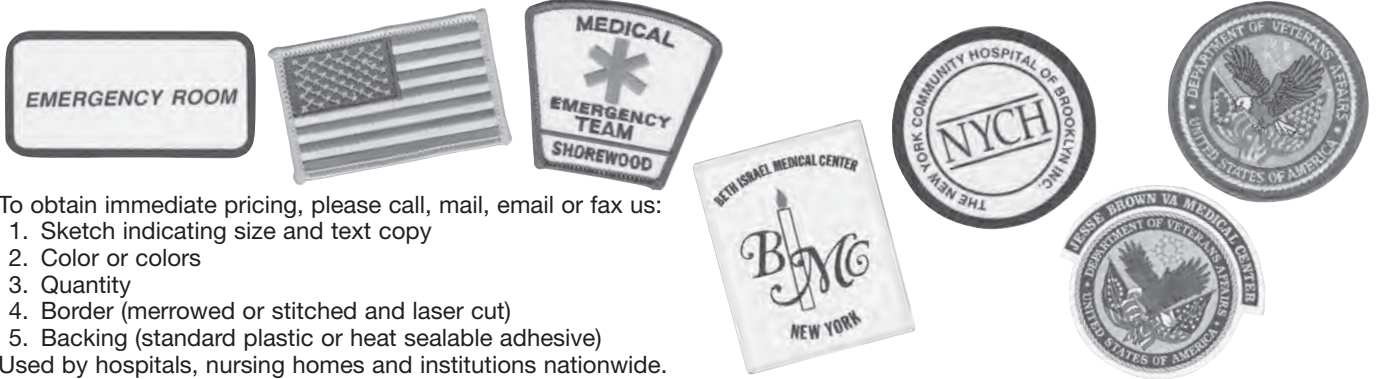 EMERGENCY ROOM
MEDICAL
EMERGENCY
TEAM
SHOREWOOD
BETH ISRAEL MEDICAL CENTER
BMC
NEW YORK
THE NEW YORK COMMUNITY HOSPITAL OF BROOKLYN INC.
NYCH
• DEPARTMENT OF VETERANS AFFAIRS •
UNITED STATES OF AMERICA
JESSE BROWN VA MEDICAL CENTER
• DEPARTMENT OF VETERANS AFFAIRS •
UNITED STATES OF AMERICA
To obtain immediate pricing, please call, mail, email or fax us:
1. Sketch indicating size and text copy
2. Color or colors
3. Quantity
4. Border (merrowed or stitched and laser cut)
5. Backing (standard plastic or heat sealable adhesive)
Used by hospitals, nursing homes and institutions nationwide.